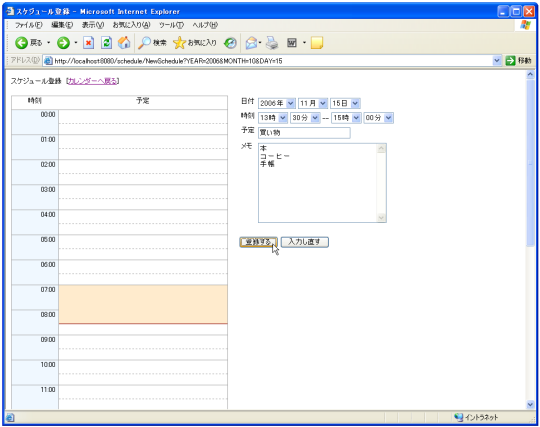 スケジュール登録 - Microsoft Internet Explorer
ファイル(F) 編集(E) 表示(V) お気に入り(A) ツール(T) ヘルプ(H)
戻る 検索 お気に入り
アドレス(D) http://localhost:8080/schedule/NewSchedule?YEAR=2006&MONTH=10&DAY=15 移動
スケジュール登録 [カレンダーへ戻る]
時刻 予定
00:00
01:00
02:00
03:00
04:00
05:00
06:00
07:00
08:00
09:00
10:00
11:00
日付 2006年 11月 15日
時刻 13時 30分 -- 15時 00分
予定 買い物
メモ 本
コーヒー
手帳
登録する 入力し直す
イントラネット